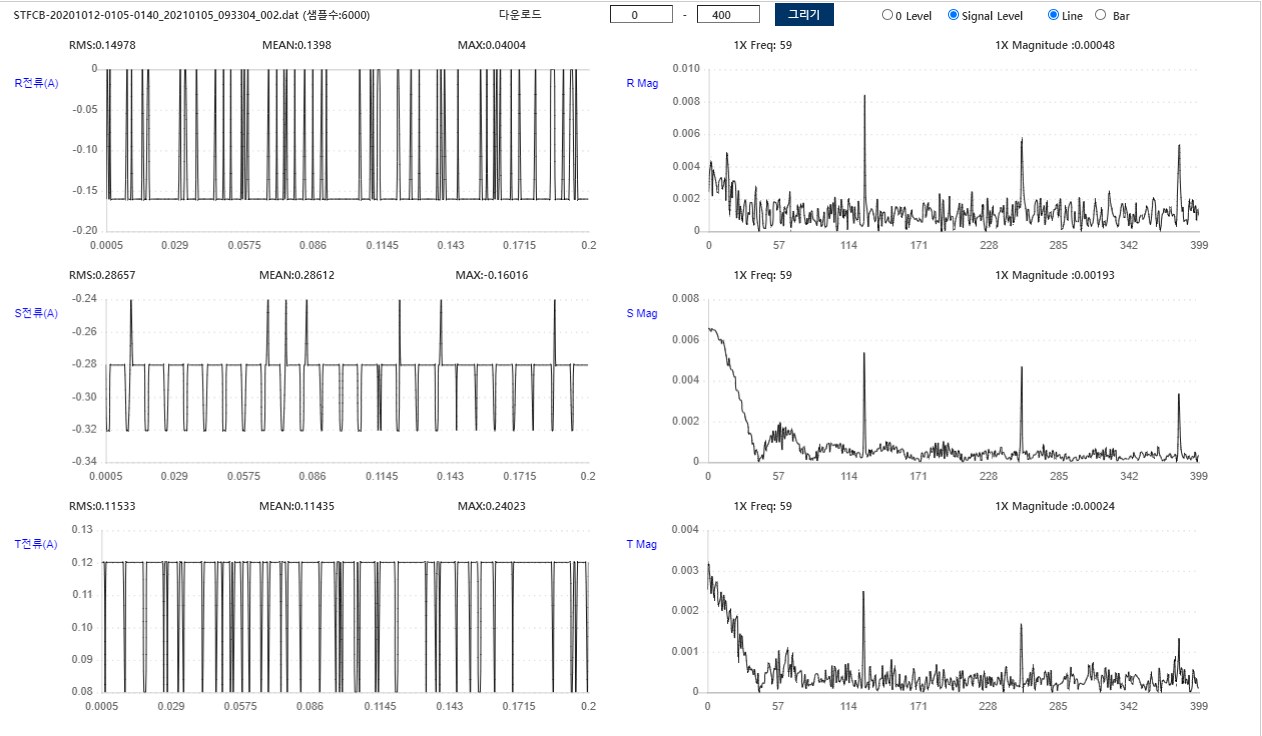 STFCB-20201012-0105-0140_20210105_093304_002.dat (샘플수:6000) 다운로드 0 - 400 그리기 0 Level Signal Level Line Bar
RMS:0.14978 MEAN:0.1398 MAX:0.04004 1X Freq: 59 1X Magnitude :0.00048
R전류(A)
0
-0.05
-0.10
-0.15
-0.20
0.0005 0.029 0.0575 0.086 0.1145 0.143 0.1715 0.2
R Mag
0.010
0.008
0.006
0.004
0.002
0
0 57 114 171 228 285 342 399
RMS:0.28657 MEAN:0.28612 MAX:-0.16016 1X Freq: 59 1X Magnitude :0.00193
S전류(A)
-0.24
-0.26
-0.28
-0.30
-0.32
-0.34
0.0005 0.029 0.0575 0.086 0.1145 0.143 0.1715 0.2
S Mag
0.008
0.006
0.004
0.002
0
0 57 114 171 228 285 342 399
RMS:0.11533 MEAN:0.11435 MAX:0.24023 1X Freq: 59 1X Magnitude :0.00024
T전류(A)
0.13
0.12
0.11
0.10
0.09
0.08
0.0005 0.029 0.0575 0.086 0.1145 0.143 0.1715 0.2
T Mag
0.004
0.003
0.002
0.001
0
0 57 114 171 228 285 342 399